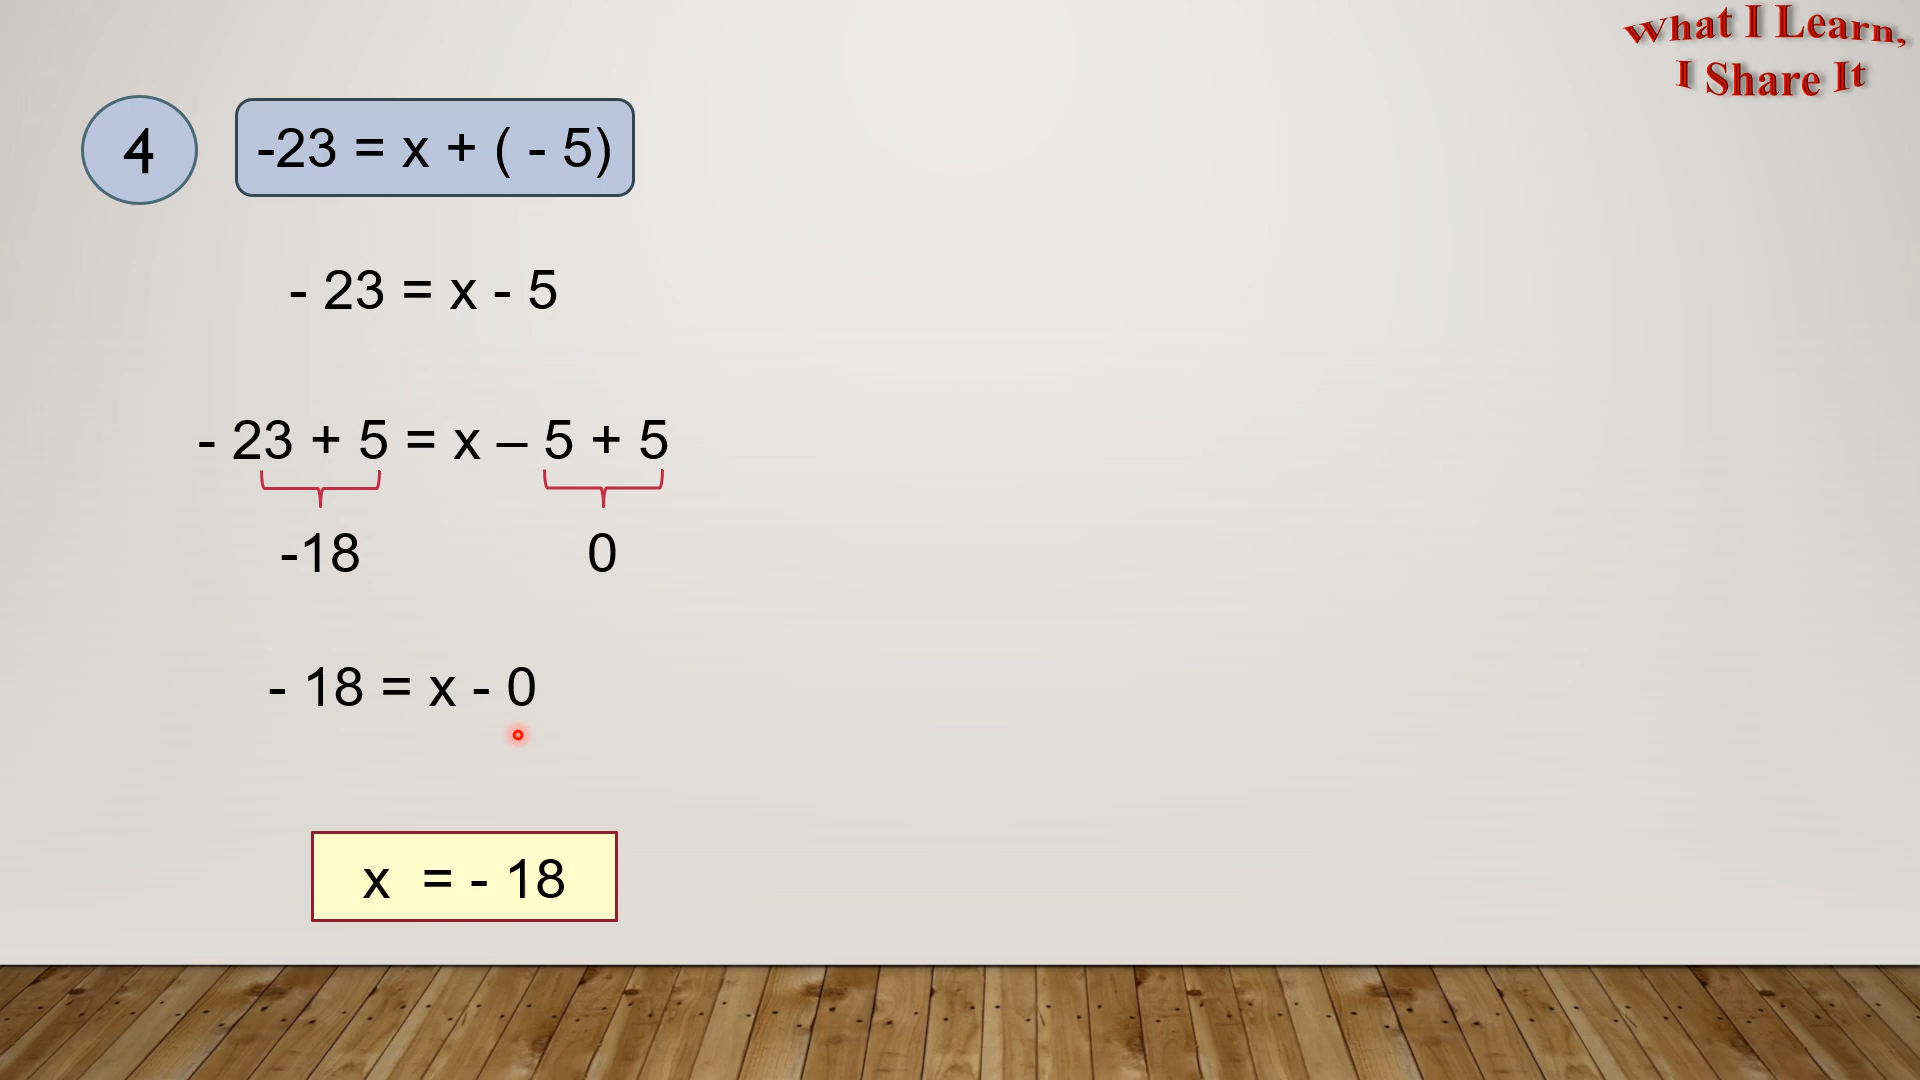 What I Learn,
I Share It
4
-23 = x + ( - 5)
- 23 = x - 5
- 23 + 5 = x – 5 + 5
-18
0
- 18 = x - 0
x = - 18